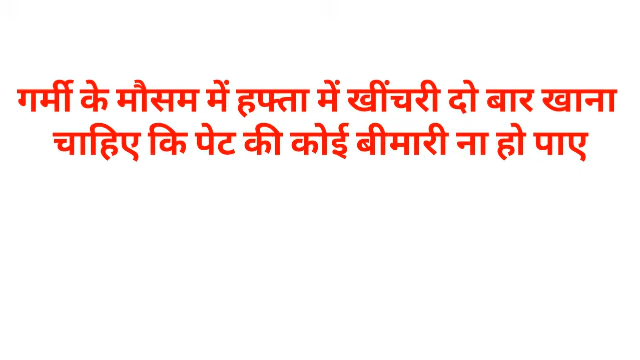 गर्मी के मौसम में हफ्ता में खींचरी दो बार खाना
चाहिए कि पेट की कोई बीमारी ना हो पाए